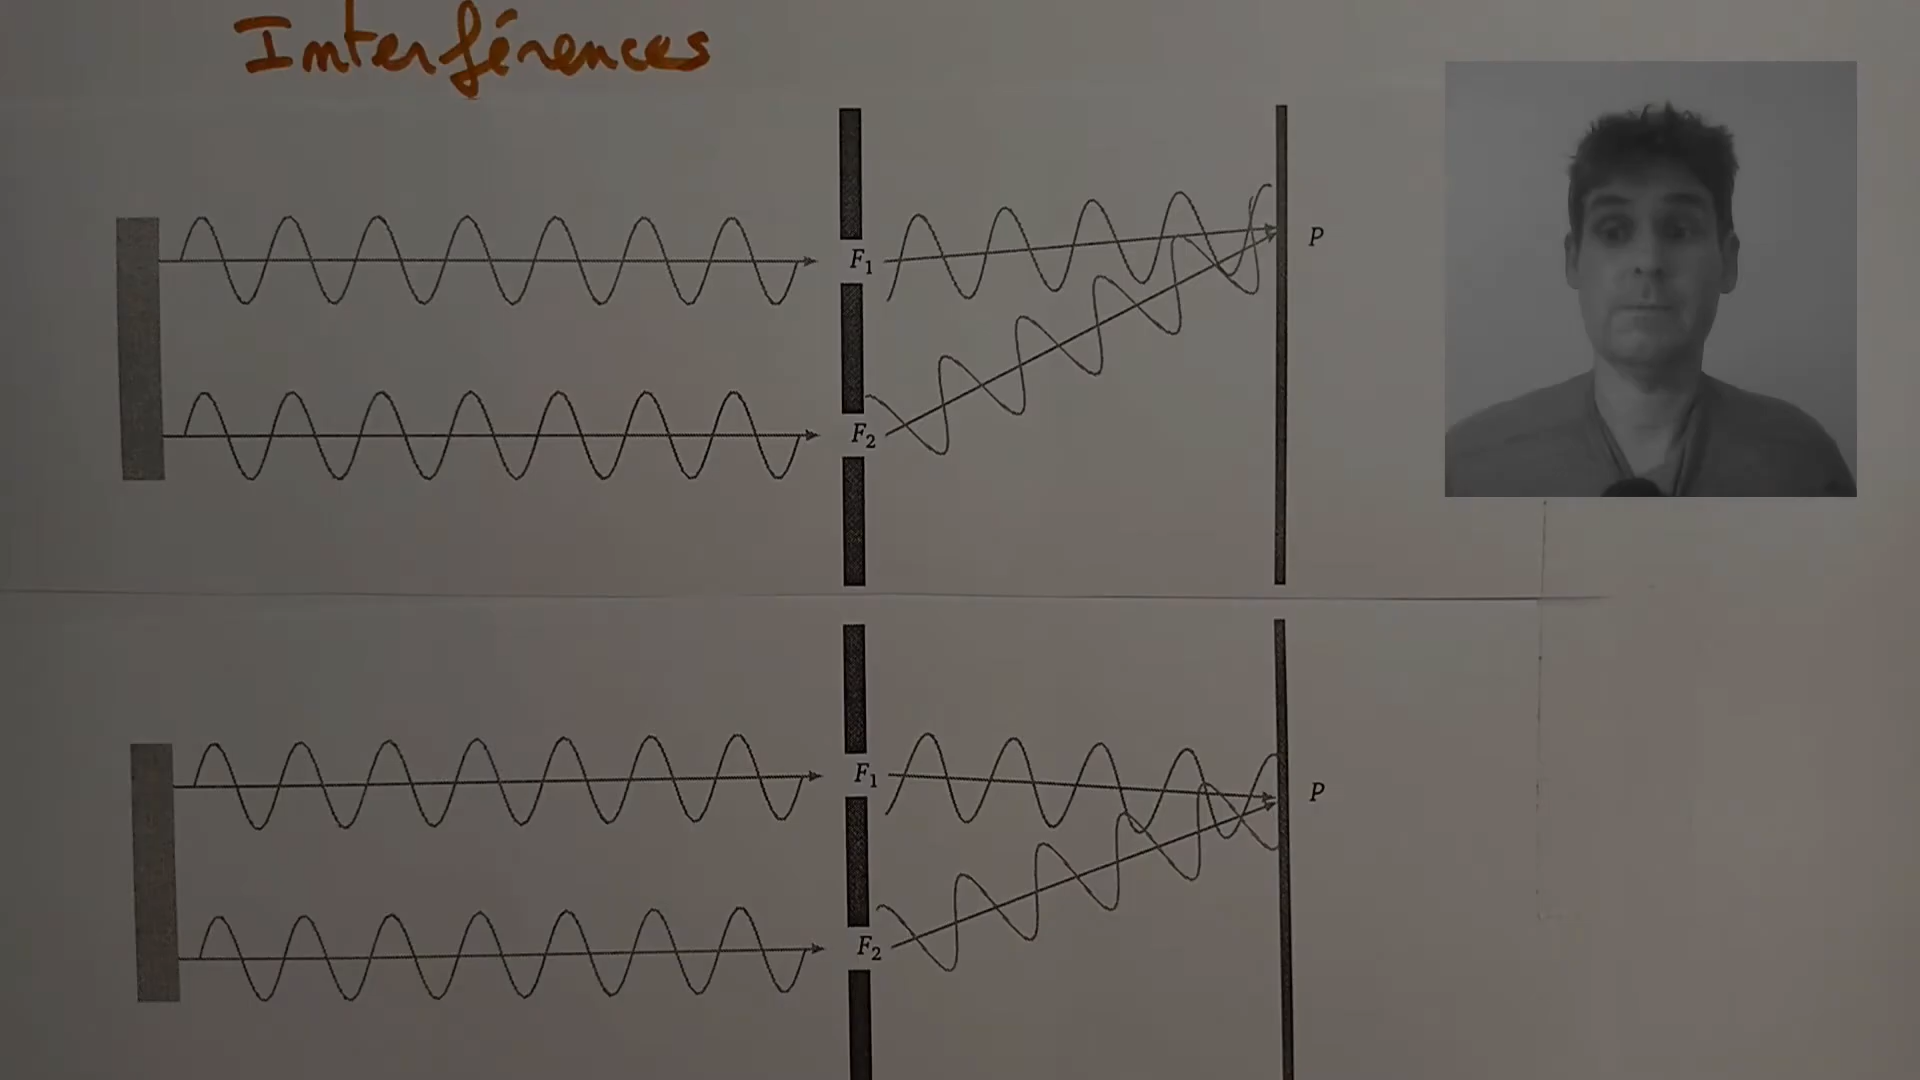 Interférences
F₁
P
F₂
F₁
P
F₂